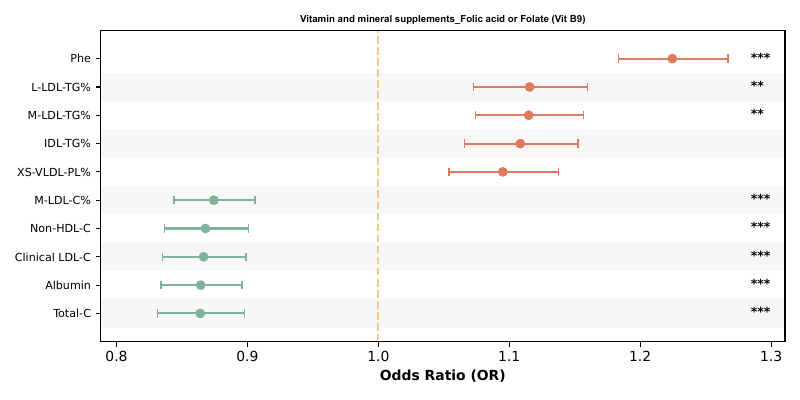 Vitamin and mineral supplements_Folic acid or Folate (Vit B9)
Phe ***
L-LDL-TG% **
M-LDL-TG% **
IDL-TG%
XS-VLDL-PL%
M-LDL-C% ***
Non-HDL-C ***
Clinical LDL-C ***
Albumin ***
Total-C ***
0.8 0.9 1.0 1.1 1.2 1.3
Odds Ratio (OR)